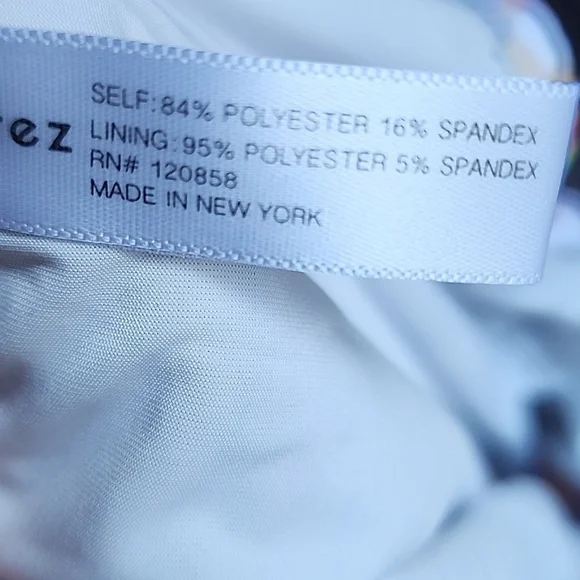 SELF: 84% POLYESTER 16% SPANDEX
LINING: 95% POLYESTER 5% SPANDEX
RN# 120858
MADE IN NEW YORK